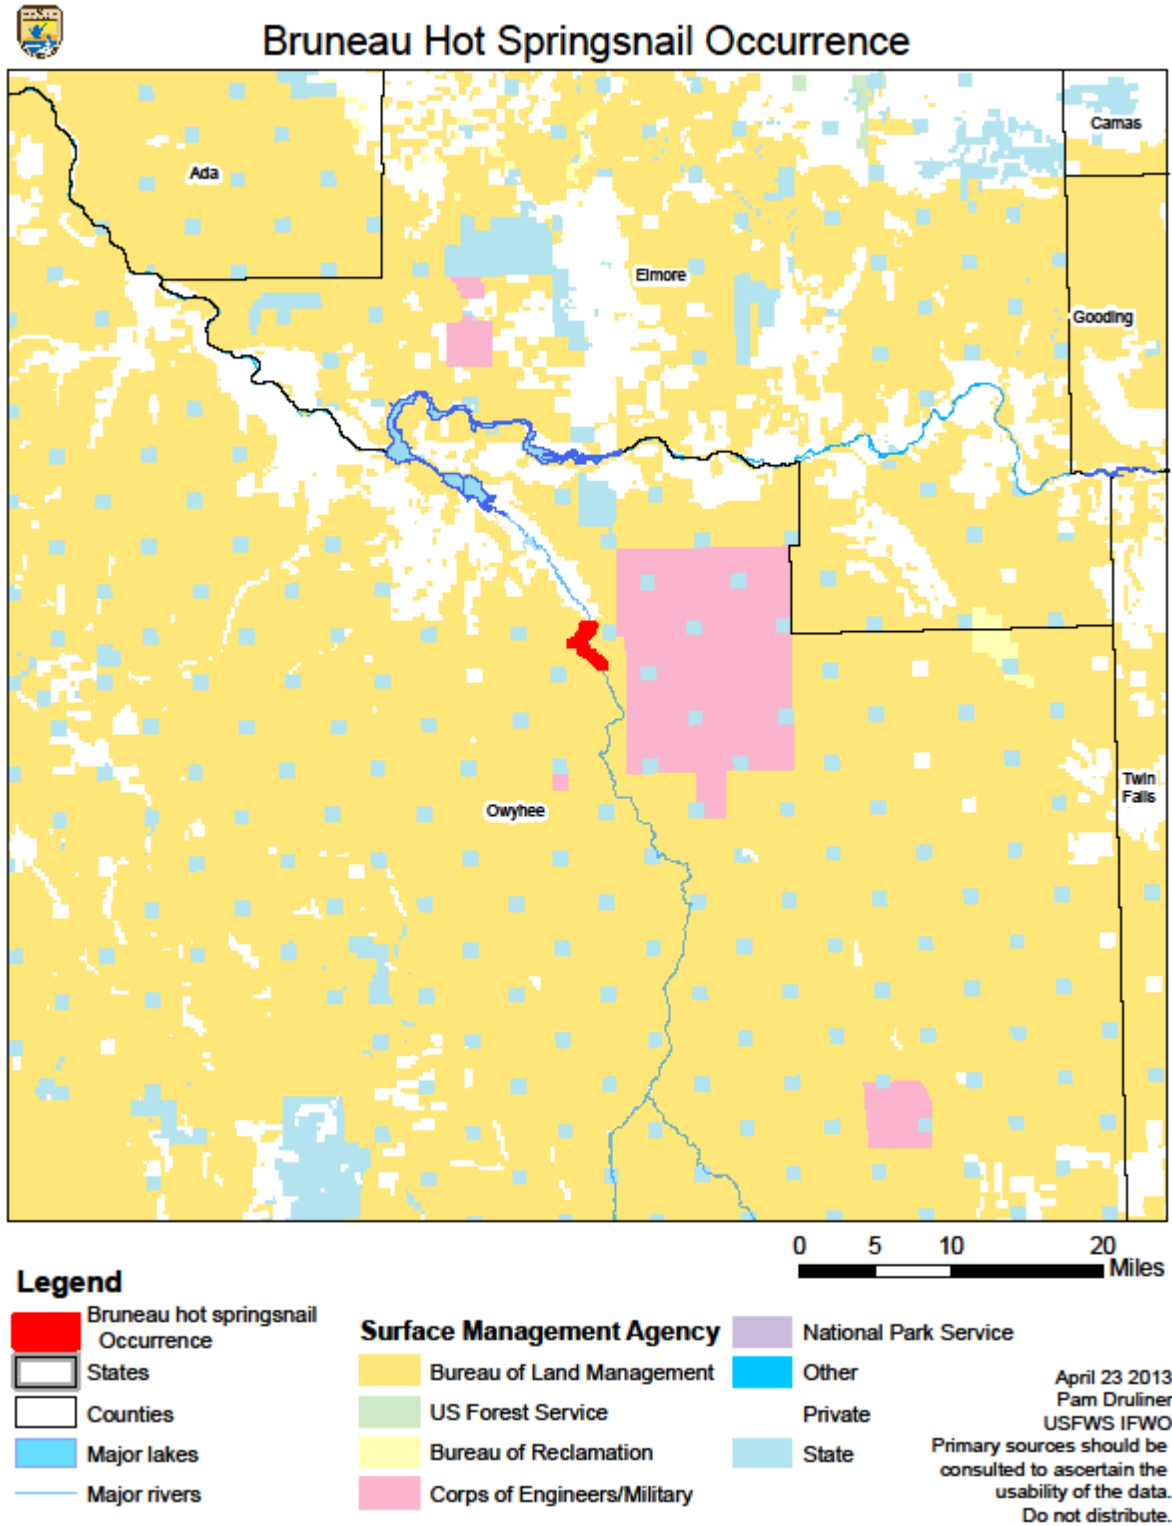 Bruneau Hot Springsnail Occurrence
Camas
Ada
Elmore
Gooding
Twin
Falls
Owyhee
0 5 10 20
Miles
Legend
Bruneau hot springsnail
Occurrence
States
Counties
Major lakes
Major rivers
Surface Management Agency
Bureau of Land Management
US Forest Service
Bureau of Reclamation
Corps of Engineers/Military
National Park Service
Other
Private
State
April 23 2013
Pam Druliner
USFWS IFWO
Primary sources should be
consulted to ascertain the
usability of the data.
Do not distribute.